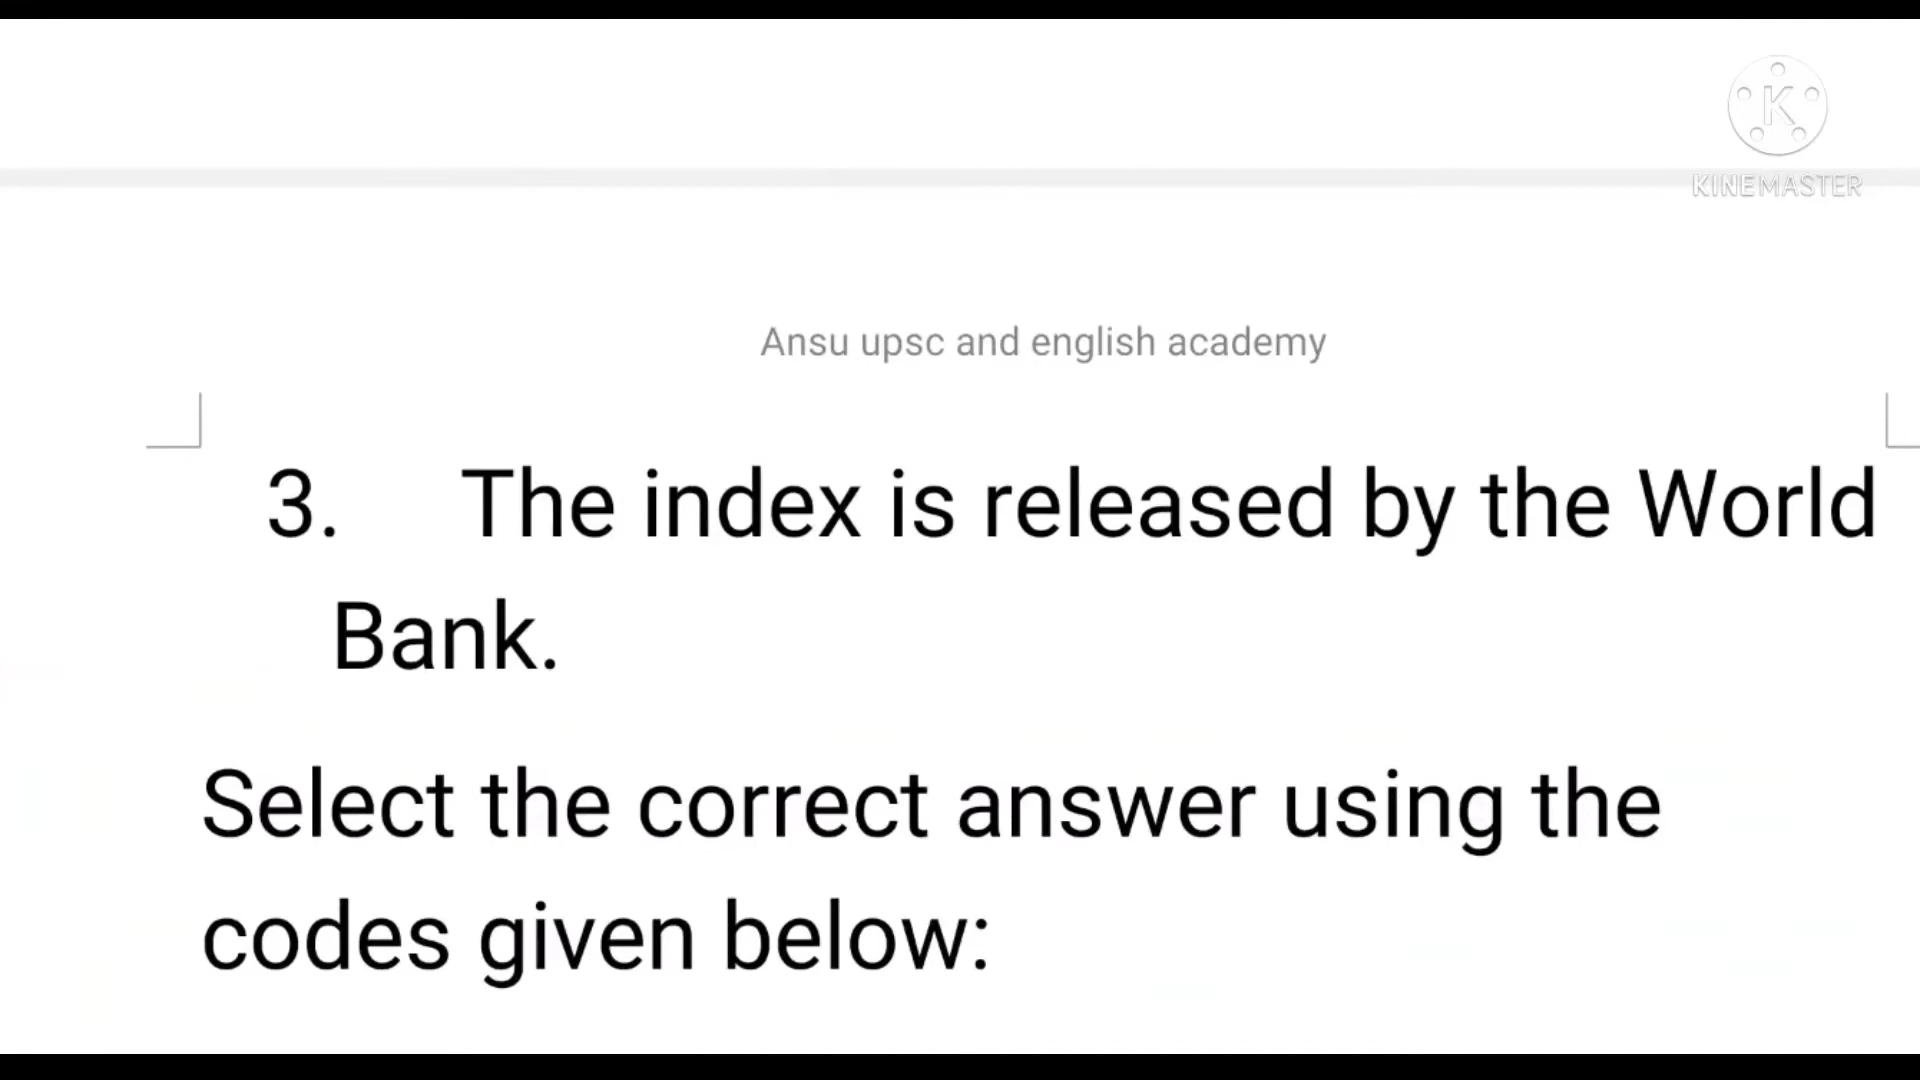 K
KINEMASTER
Ansu upsc and english academy
3. The index is released by the World
Bank.
Select the correct answer using the
codes given below: